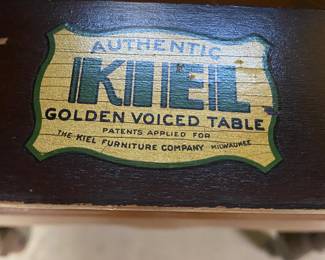 AUTHENTIC
KIEL
GOLDEN VOICED TABLE
PATENTS APPLIED FOR
THE KIEL FURNITURE COMPANY MILWAUKEE